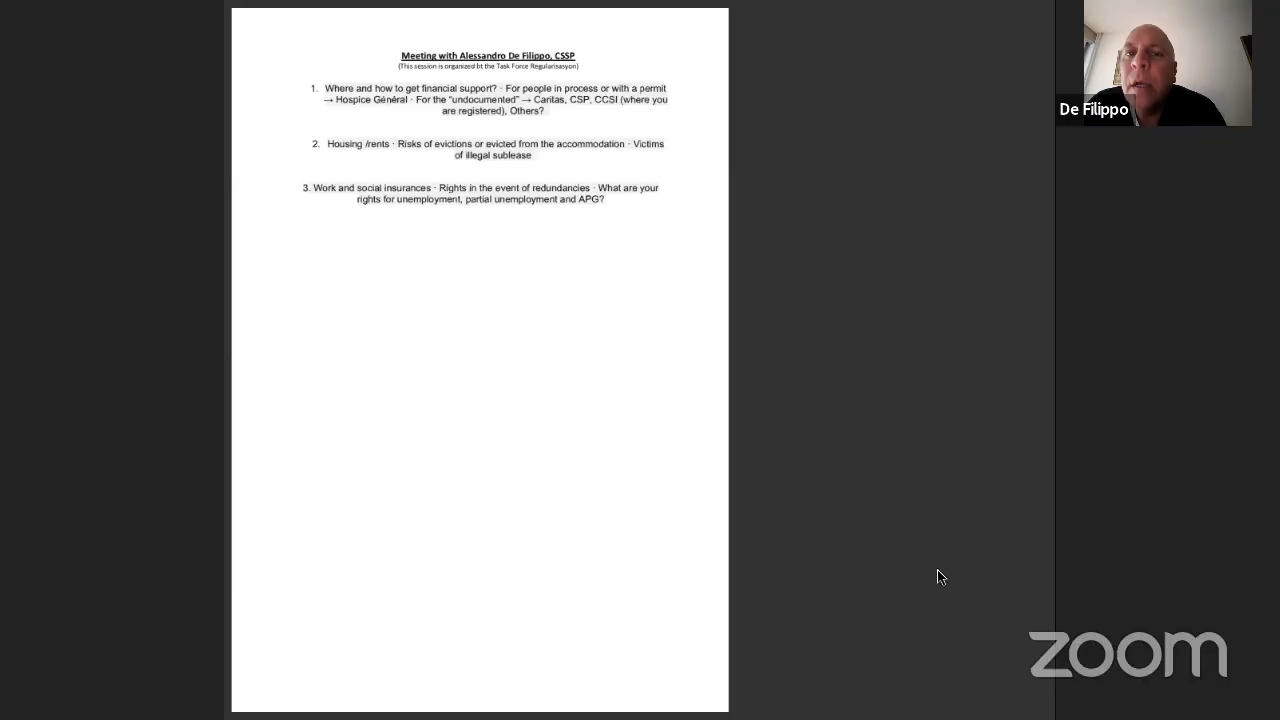 Meeting with Alessandro De Filippo, CSSP
(This session is organized bt the Task Force Regularisasyon)
1. Where and how to get financial support? · For people in process or with a permit
→ Hospice Général · For the “undocumented” → Caritas, CSP, CCSI (where you
are registered), Others?
2. Housing /rents · Risks of evictions or evicted from the accommodation · Victims
of illegal sublease
3. Work and social insurances · Rights in the event of redundancies · What are your
rights for unemployment, partial unemployment and APG?
De Filippo
zoom